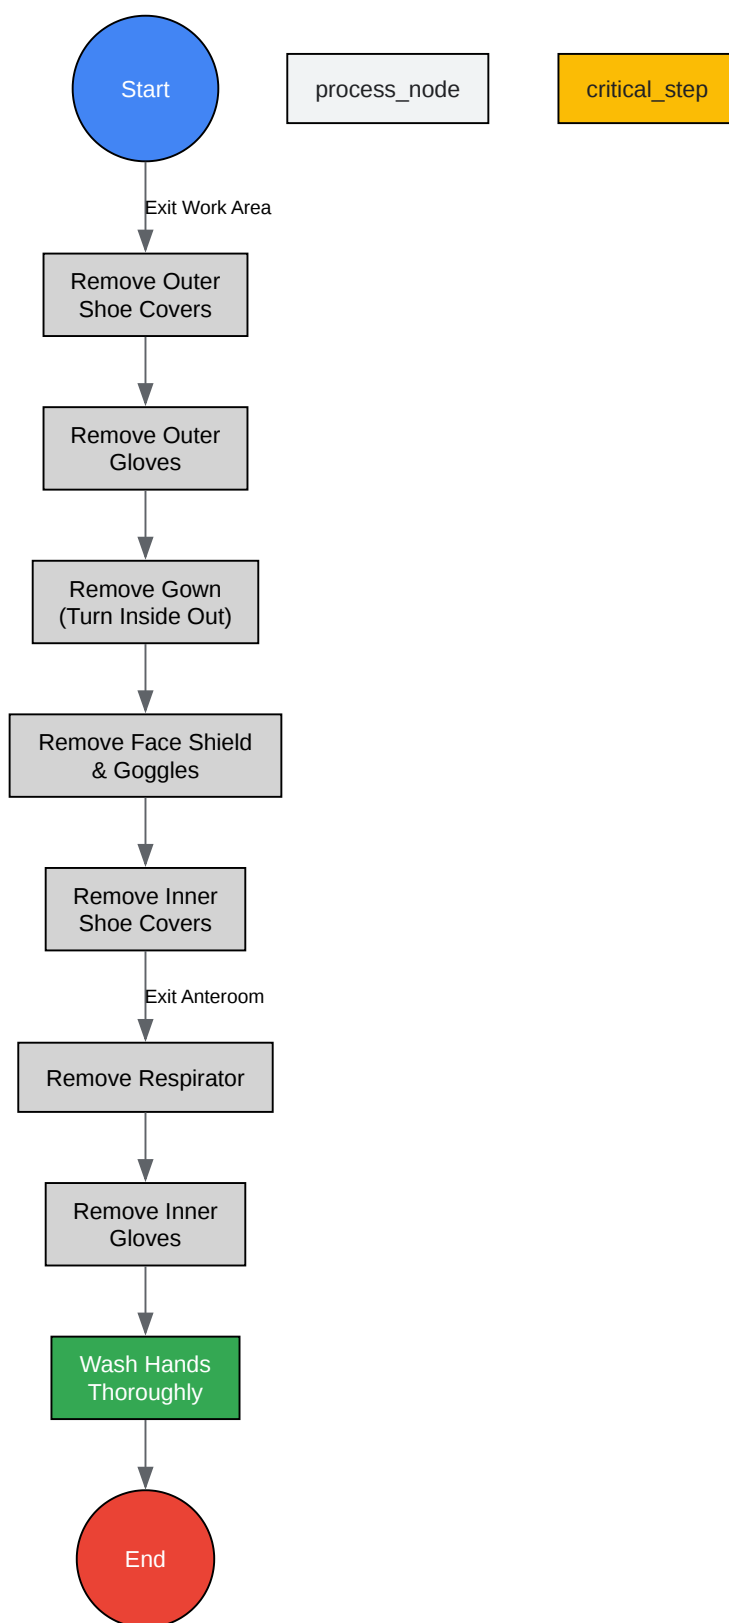 Start
process_node
critical_step
Exit Work Area
Remove Outer
Shoe Covers
Remove Outer
Gloves
Remove Gown
(Turn Inside Out)
Remove Face Shield
& Goggles
Remove Inner
Shoe Covers
Exit Anteroom
Remove Respirator
Remove Inner
Gloves
Wash Hands
Thoroughly
End